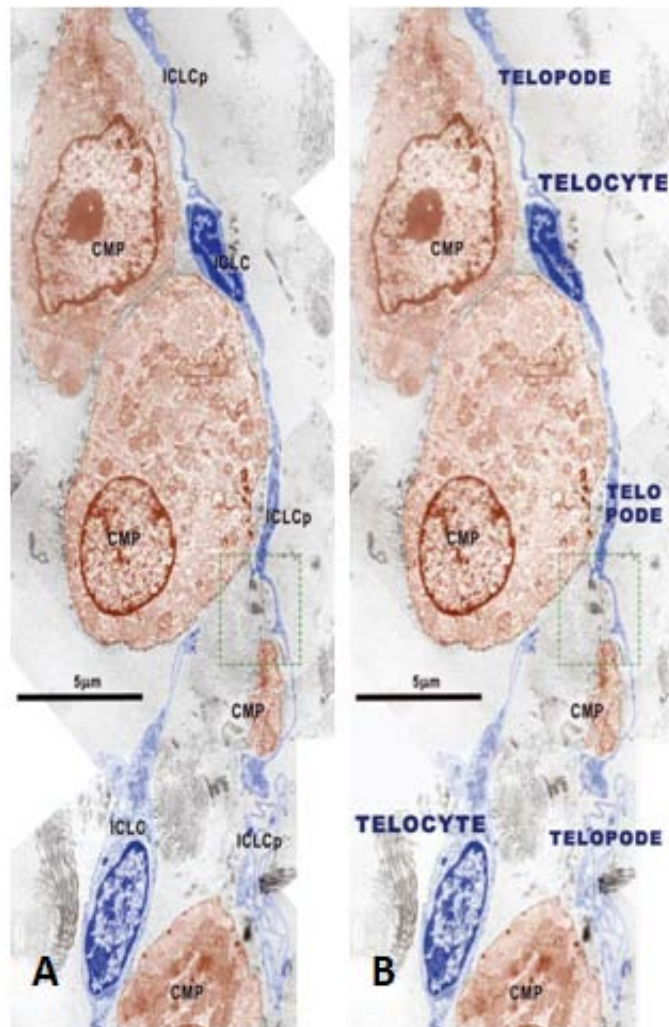 ICLCp
CMP
ICLC
CMP
ICLCp
5μm
CMP
ICLC
ICLCp
A
CMP
TELOPODE
TELOCYTE
CMP
TELO
PODE
CMP
5μm
CMP
TELOCYTE
TELOPODE
B
CMP